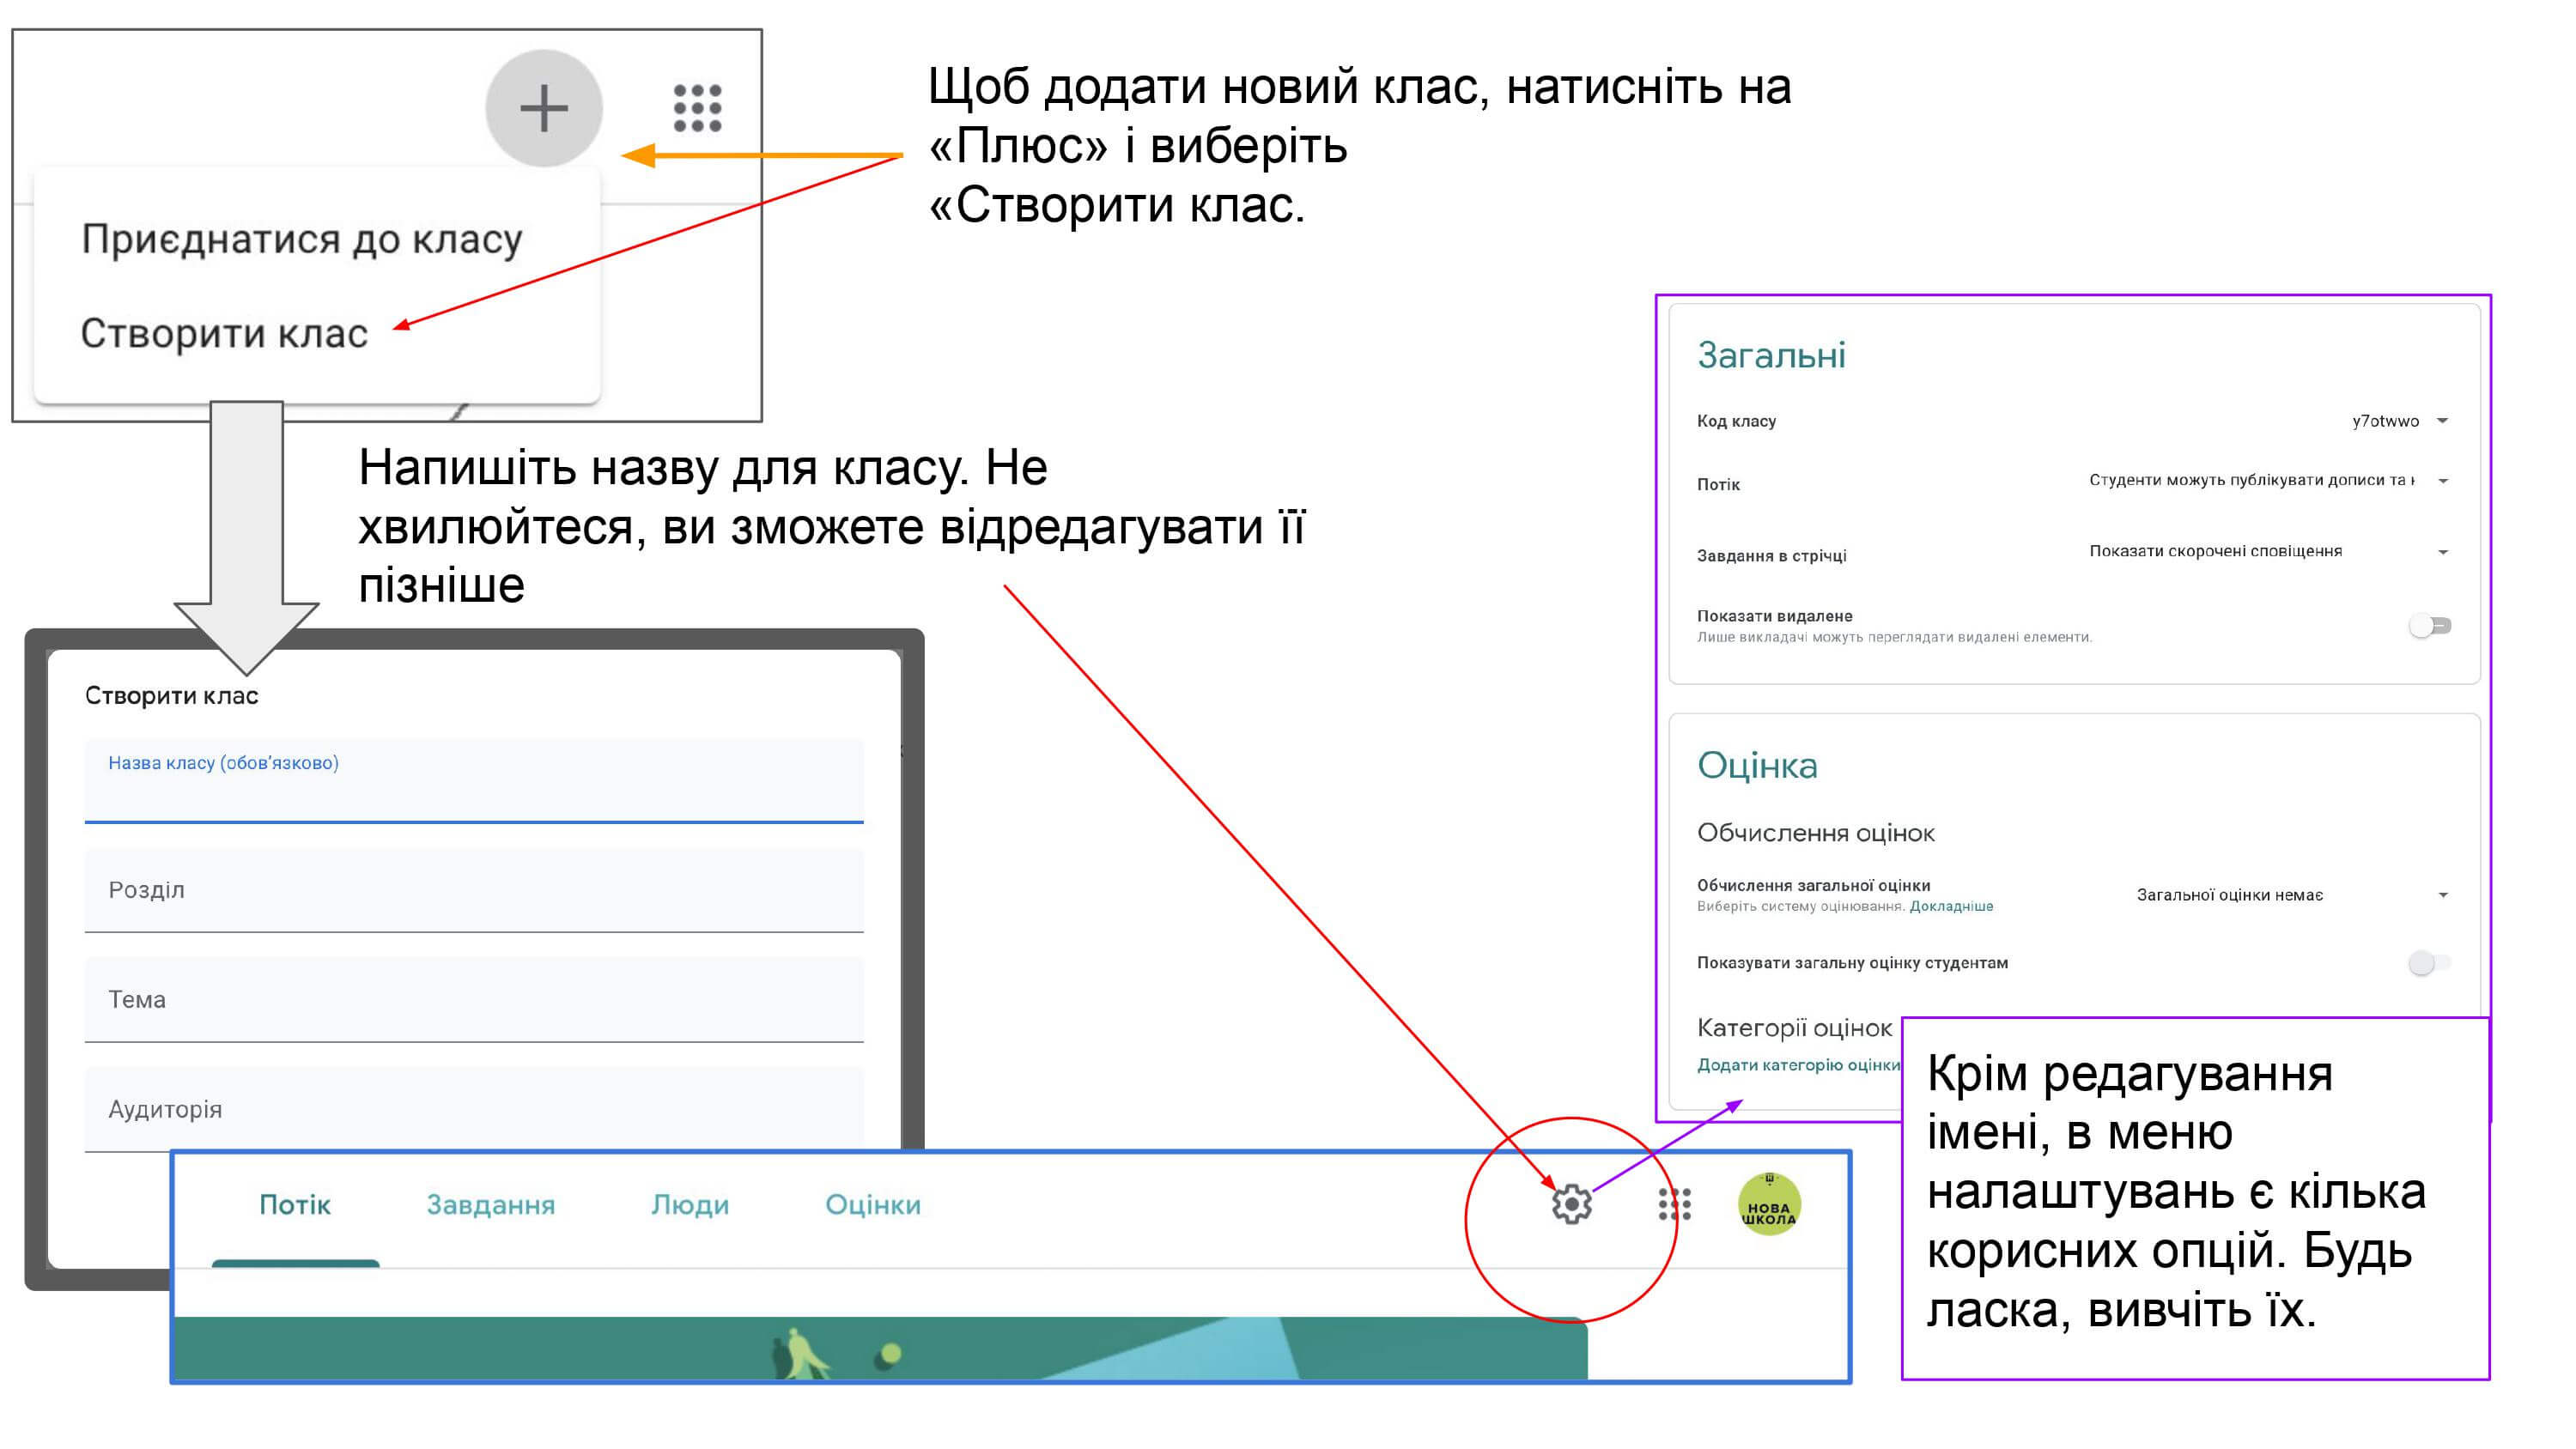 Щоб додати новий клас, натисніть на
«Плюс» і виберіть
«Створити клас.
Приєднатися до класу
Створити клас
Напишіть назву для класу. Не
хвилюйтеся, ви зможете відредагувати її
пізніше
Створити клас
Назва класу (обов’язково)
Розділ
Тема
Аудиторія
Потік Завдання Люди Оцінки
НОВА
ШКОЛА
Загальні
Код класу y7otwwo
Потік Студенти можуть публікувати дописи та
Завдання в стрічці Показати скорочені сповіщення
Показати видалене
Лише викладачі можуть переглядати видалені елементи.
Оцінка
Обчислення оцінок
Обчислення загальної оцінки Загальної оцінки немає
Виберіть систему оцінювання. Докладніше
Показувати загальну оцінку студентам
Категорії оцінок
Додати категорію оцінки
Крім редагування
імені, в меню
налаштувань є кілька
корисних опцій. Будь
ласка, вивчіть їх.